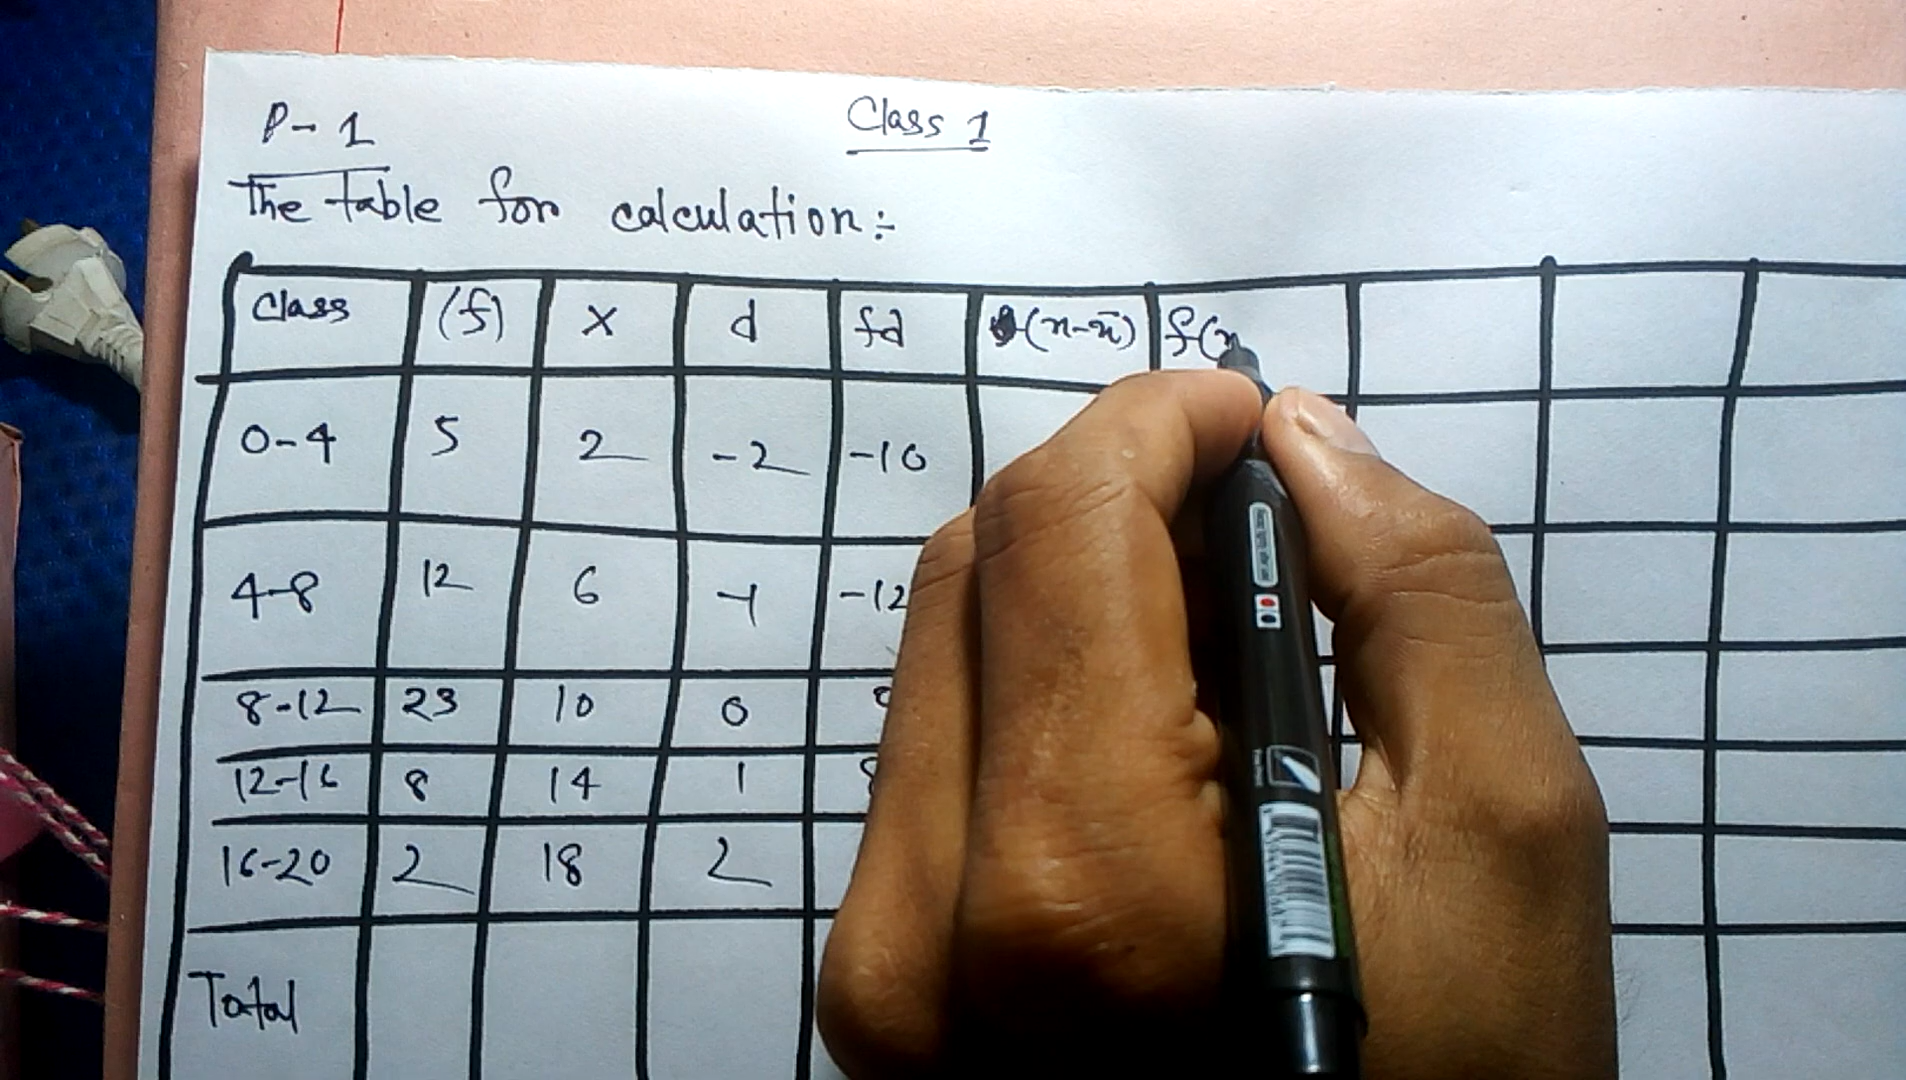 P-1
Class 1
The table for calculation:-
Class (f) X d fd (x-x̄) f(x
0-4 5 2 -2 -10
4-8 12 6 -1 -12
8-12 23 10 0
12-16 8 14 1
16-20 2 18 2
Total